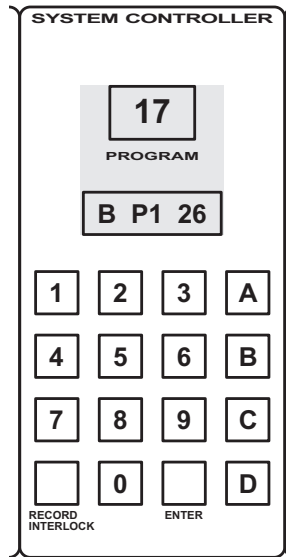 SYSTEM CONTROLLER
17
PROGRAM
B P1 26
1 2 3 A
4 5 6 B
7 8 9 C
0 D
RECORD
INTERLOCK
ENTER